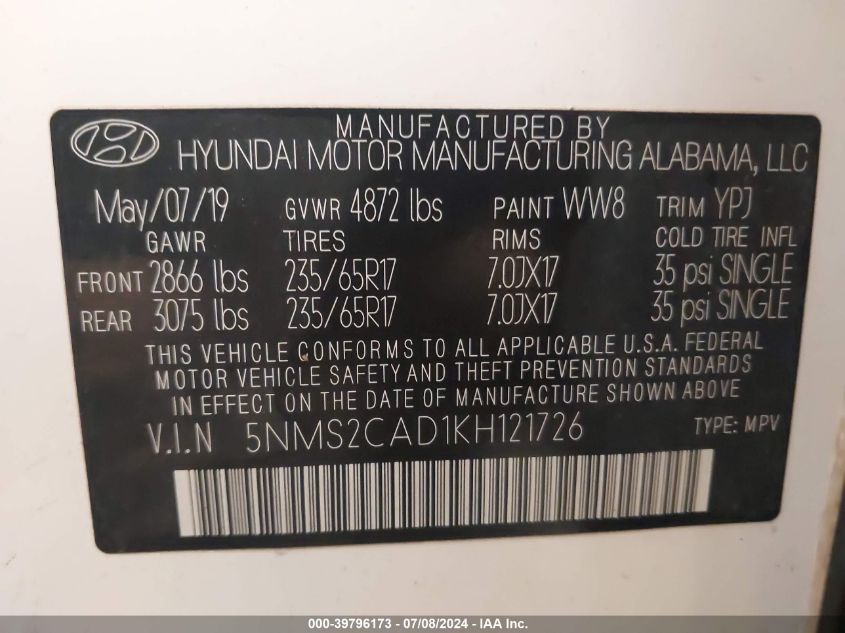 MANUFACTURED BY
HYUNDAI MOTOR MANUFACTURING ALABAMA, LLC
May/07/19 GVWR 4872 lbs PAINT WW8 TRIM YPJ
GAWR TIRES RIMS COLD TIRE INFL
FRONT 2866 lbs 235/65R17 7.0JX17 35 psi SINGLE
REAR 3075 lbs 235/65R17 7.0JX17 35 psi SINGLE
THIS VEHICLE CONFORMS TO ALL APPLICABLE U.S.A. FEDERAL
MOTOR VEHICLE SAFETY AND THEFT PREVENTION STANDARDS
IN EFFECT ON THE DATE OF MANUFACTURE SHOWN ABOVE
V.I.N 5NMS2CAD1KH121726 TYPE: MPV
000-39796173 - 07/08/2024 - IAA, Inc.